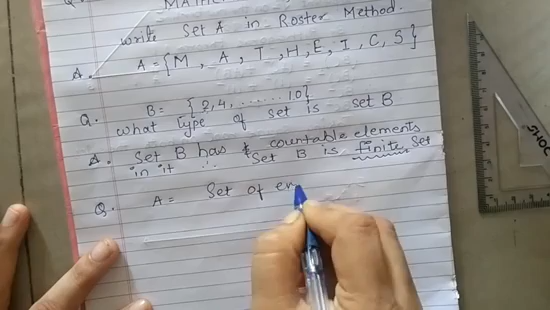 Q. MATHE
write Set A in Roster Method.
A. A = {M, A, T, H, E, I, C, S}
Q. B = {2,4, ....... 10}
what type of set is set B
A. Set B has countable elements
in it ∴ Set B is finite Set
Q. A = Set of